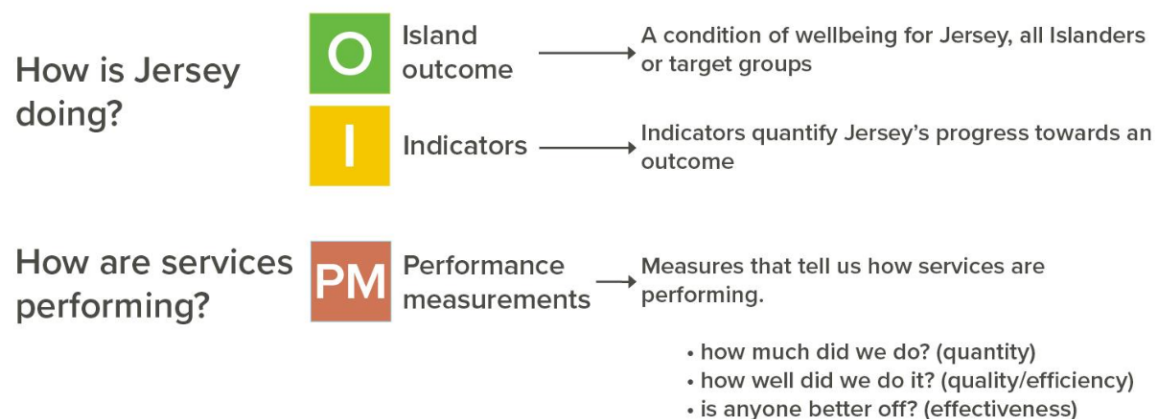 How is Jersey
doing?
O
Island
outcome
A condition of wellbeing for Jersey, all Islanders
or target groups
I
Indicators
Indicators quantify Jersey's progress towards an
outcome
How are services
performing?
PM
Performance
measurements
Measures that tell us how services are
performing.
• how much did we do? (quantity)
• how well did we do it? (quality/efficiency)
• is anyone better off? (effectiveness)